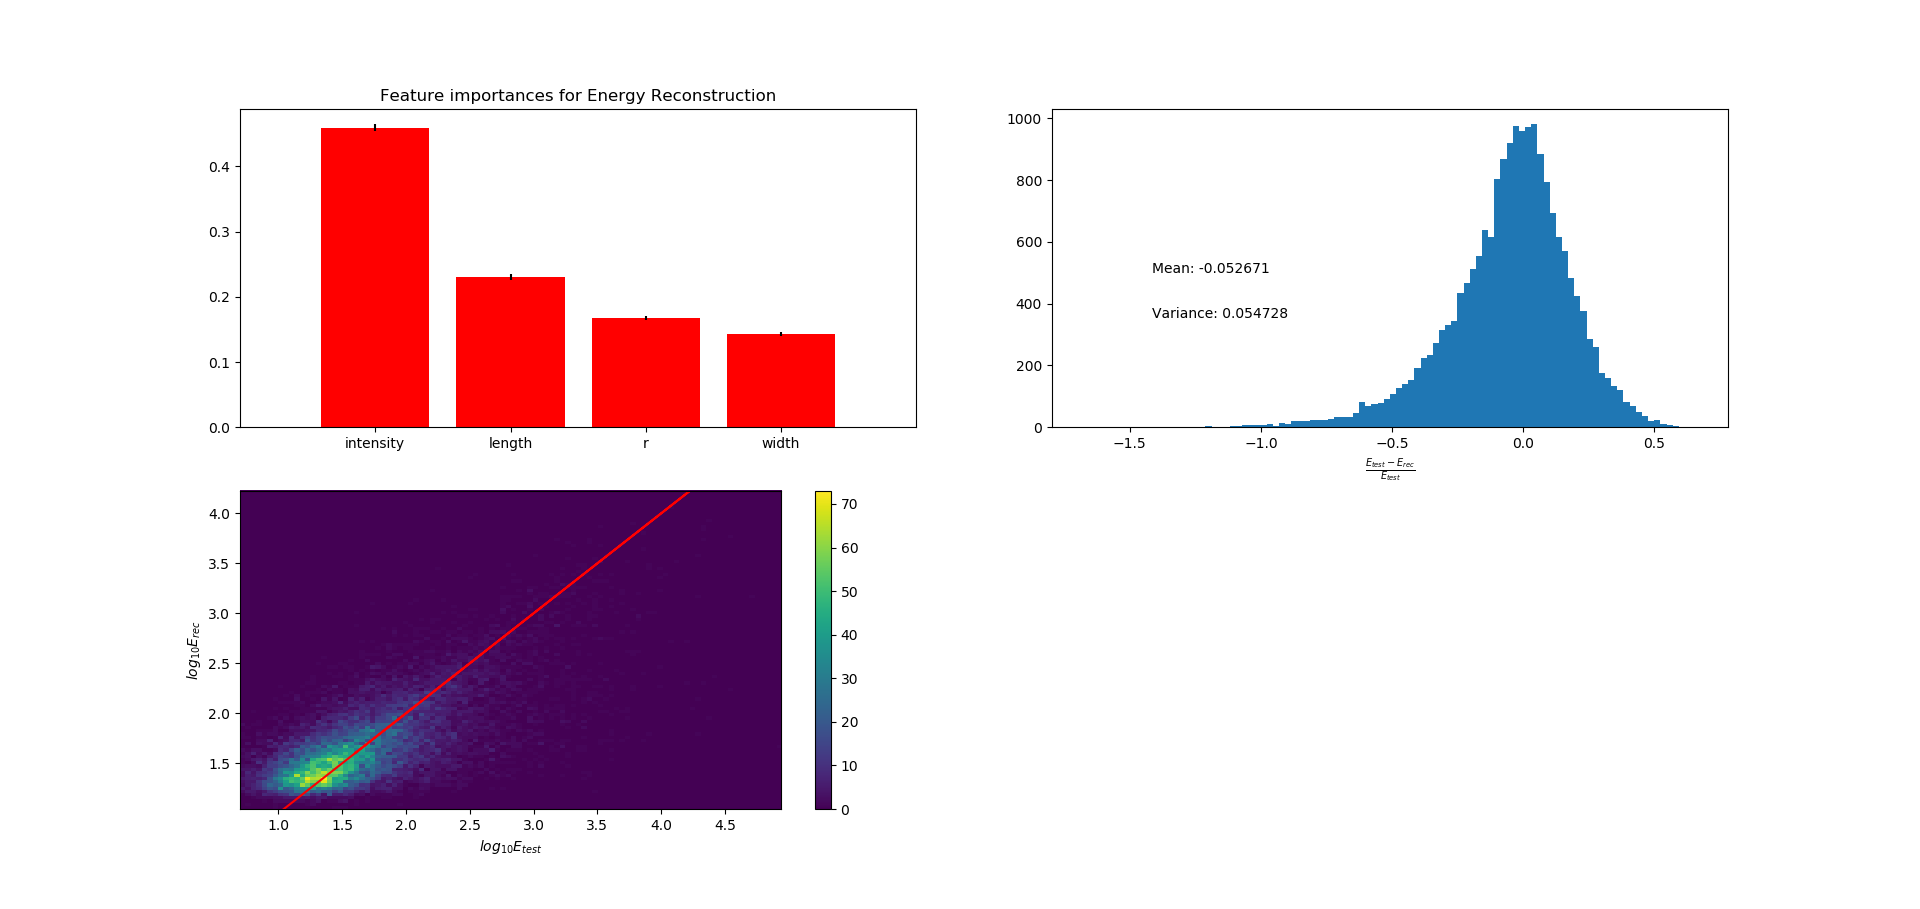 Feature importances for Energy Reconstruction
0.4
0.3
0.2
0.1
0.0
intensity length r width
1000
800
600
400
200
0
Mean: -0.052671
Variance: 0.054728
−1.5 −1.0 −0.5 0.0 0.5
E_test − E_rec
E_test
4.0
3.5
3.0
2.5
2.0
1.5
log₁₀E_rec
1.0 1.5 2.0 2.5 3.0 3.5 4.0 4.5
log₁₀E_test
70
60
50
40
30
20
10
0